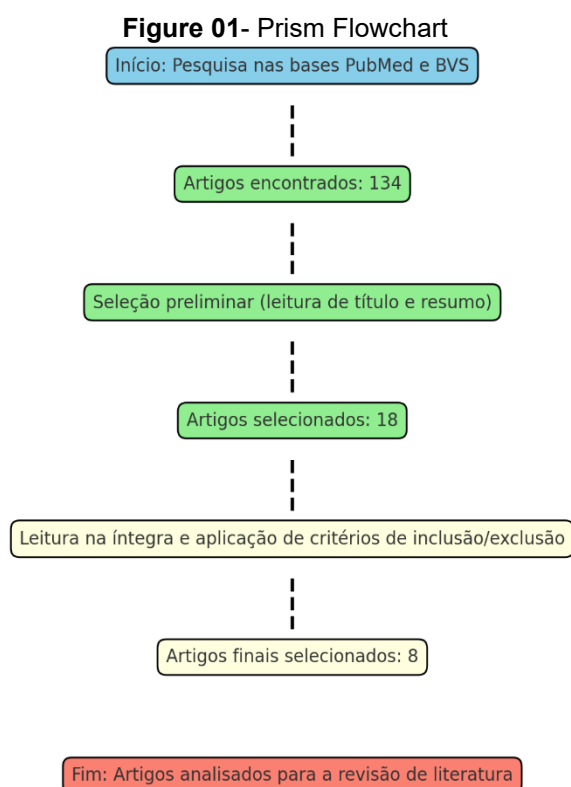 Figure 01- Prism Flowchart
Início: Pesquisa nas bases PubMed e BVS
Artigos encontrados: 134
Seleção preliminar (leitura de título e resumo)
Artigos selecionados: 18
Leitura na íntegra e aplicação de critérios de inclusão/exclusão
Artigos finais selecionados: 8
Fim: Artigos analisados para a revisão de literatura